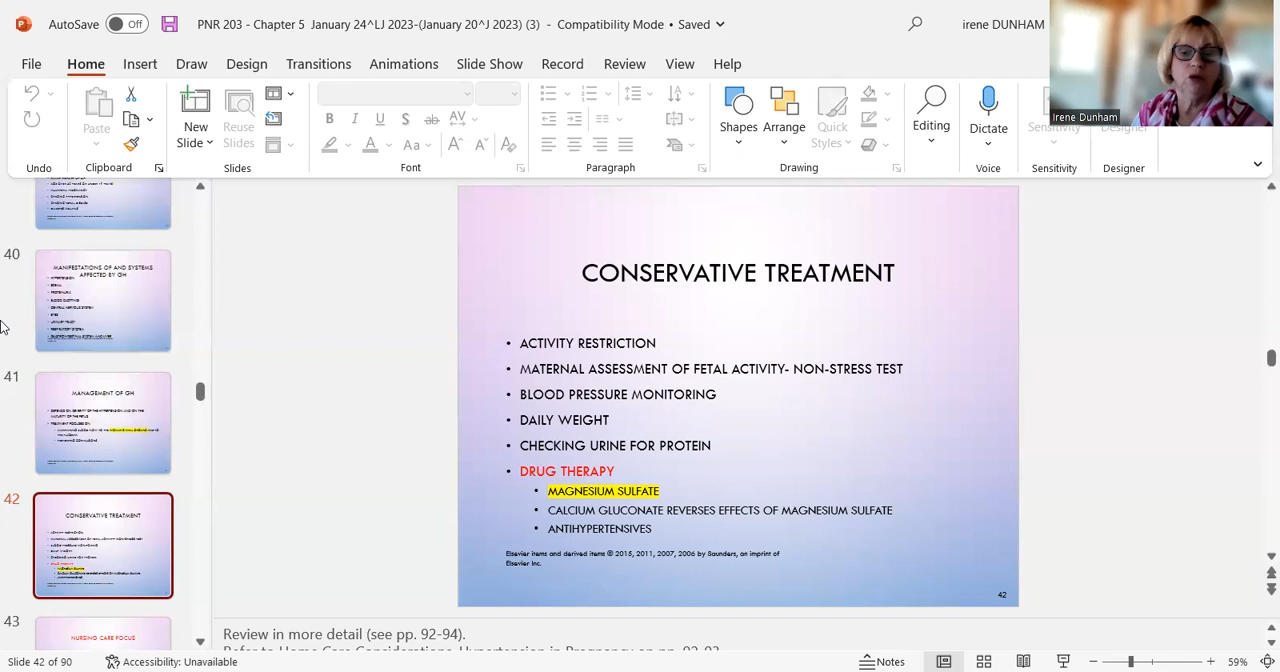 AutoSave Off PNR 203 - Chapter 5 January 24^LJ 2023-(January 20^J 2023) (3) - Compatibility Mode • Saved irene DUNHAM
File Home Insert Draw Design Transitions Animations Slide Show Record Review View Help
Irene Dunham
Paste
New
Slide
Reuse
Slides
B I U S ab AV
Aa A A A
Shapes Arrange Quick
Styles
Editing
Dictate
Sensitivity
Designer
Undo Clipboard Slides Font Paragraph Drawing Voice Sensitivity Designer
40
MANIFESTATIONS OF AND SYSTEMS
AFFECTED BY GH
41
MANAGEMENT OF GH
42
CONSERVATIVE TREATMENT
43
NURSING CARE FOCUS
CONSERVATIVE TREATMENT
• ACTIVITY RESTRICTION
• MATERNAL ASSESSMENT OF FETAL ACTIVITY- NON-STRESS TEST
• BLOOD PRESSURE MONITORING
• DAILY WEIGHT
• CHECKING URINE FOR PROTEIN
• DRUG THERAPY
• MAGNESIUM SULFATE
• CALCIUM GLUCONATE REVERSES EFFECTS OF MAGNESIUM SULFATE
• ANTIHYPERTENSIVES
Elsevier items and derived items © 2015, 2011, 2007, 2006 by Saunders, an imprint of
Elsevier Inc.
42
Review in more detail (see pp. 92-94).
Slide 42 of 90 Accessibility: Unavailable Notes 59%